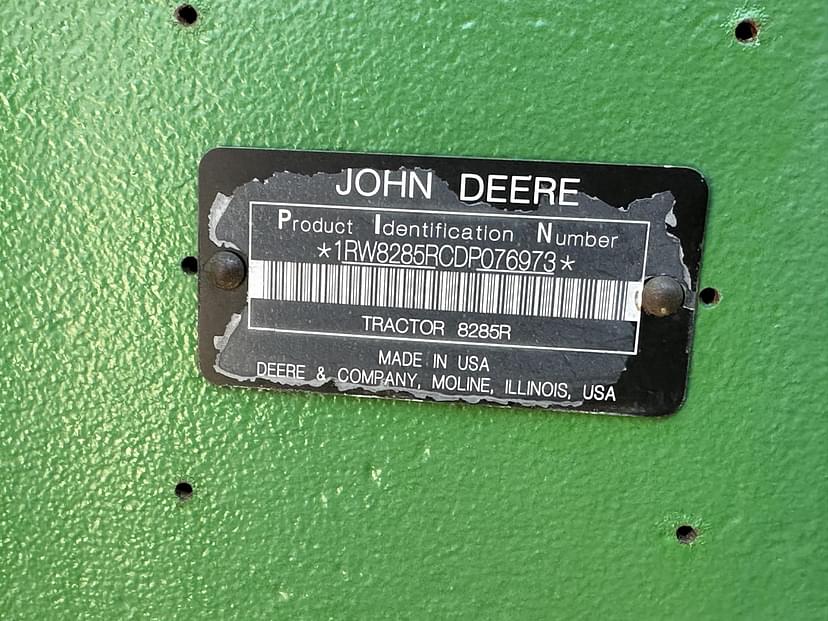 JOHN DEERE
Product Identification Number
*1RW8285RCDP076973*
TRACTOR 8285R
MADE IN USA
DEERE & COMPANY, MOLINE, ILLINOIS, USA